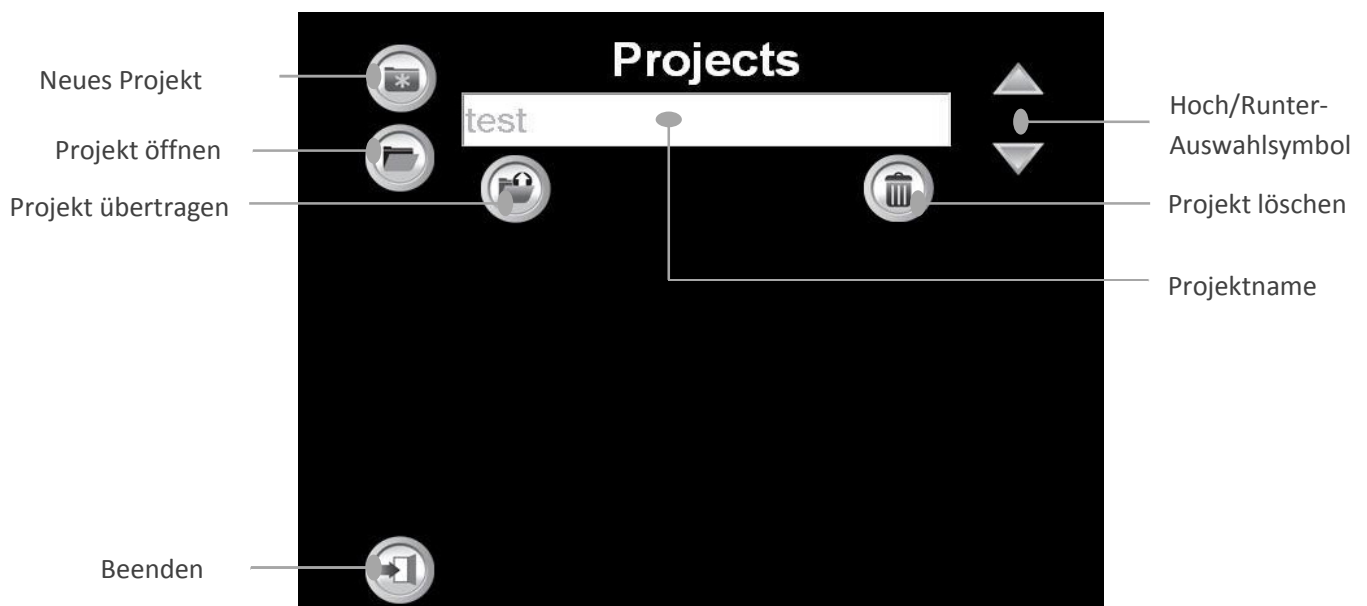 Projects
Neues Projekt
test
Hoch/Runter-
Auswahlsymbol
Projekt öffnen
Projekt übertragen
Projekt löschen
Projektname
Beenden